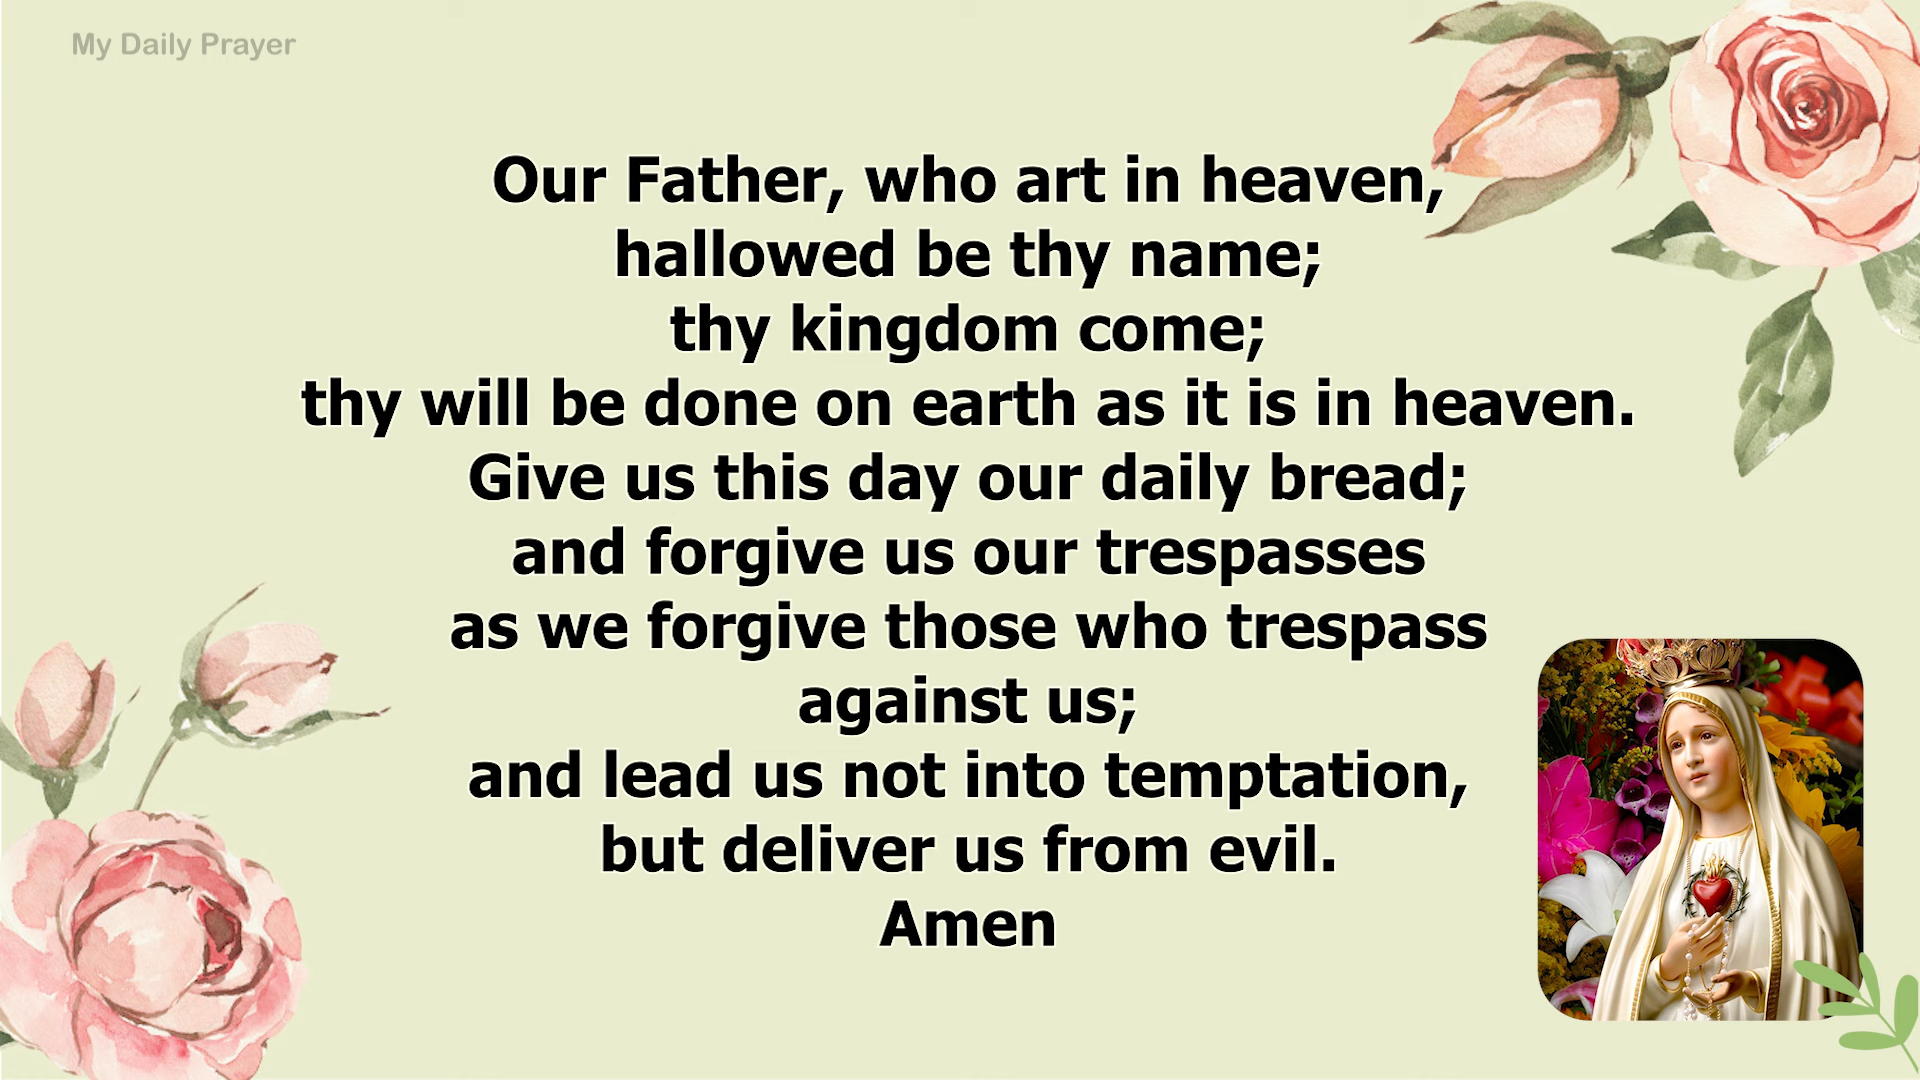 My Daily Prayer
Our Father, who art in heaven,
hallowed be thy name;
thy kingdom come;
thy will be done on earth as it is in heaven.
Give us this day our daily bread;
and forgive us our trespasses
as we forgive those who trespass
against us;
and lead us not into temptation,
but deliver us from evil.
Amen